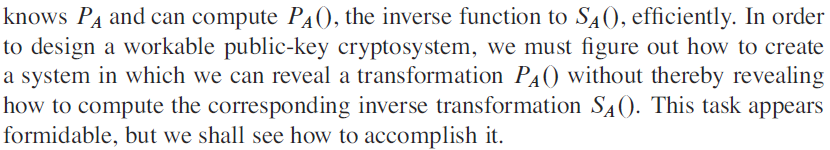 knows P_A and can compute P_A(), the inverse function to S_A(), efficiently. In order
to design a workable public-key cryptosystem, we must figure out how to create
a system in which we can reveal a transformation P_A() without thereby revealing
how to compute the corresponding inverse transformation S_A(). This task appears
formidable, but we shall see how to accomplish it.